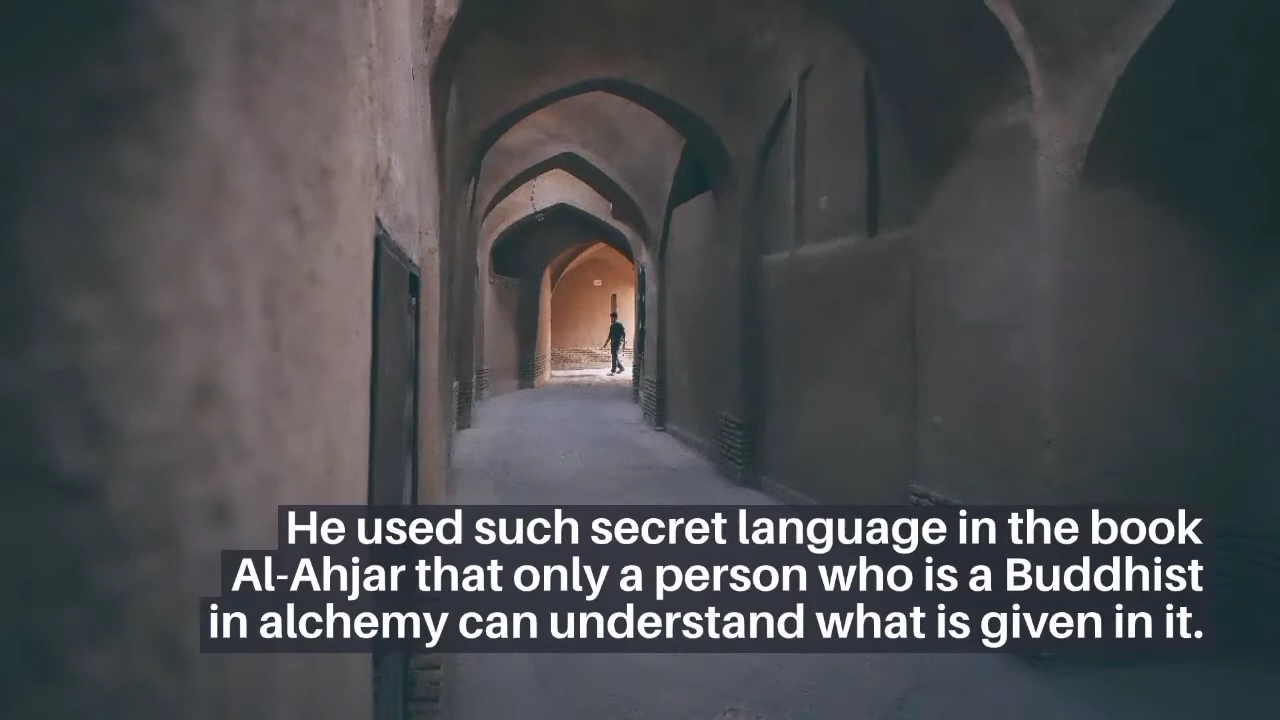 He used such secret language in the book
Al-Ahjar that only a person who is a Buddhist
in alchemy can understand what is given in it.